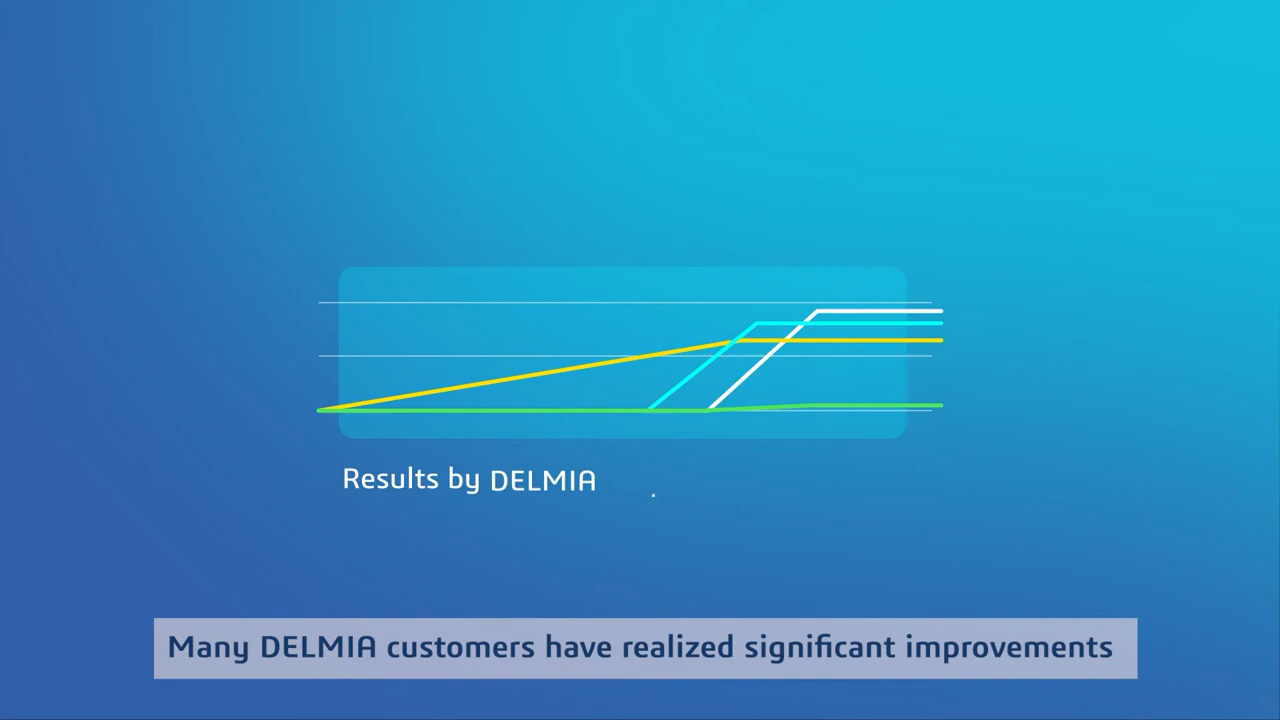 Results by DELMIA
Many DELMIA customers have realized significant improvements